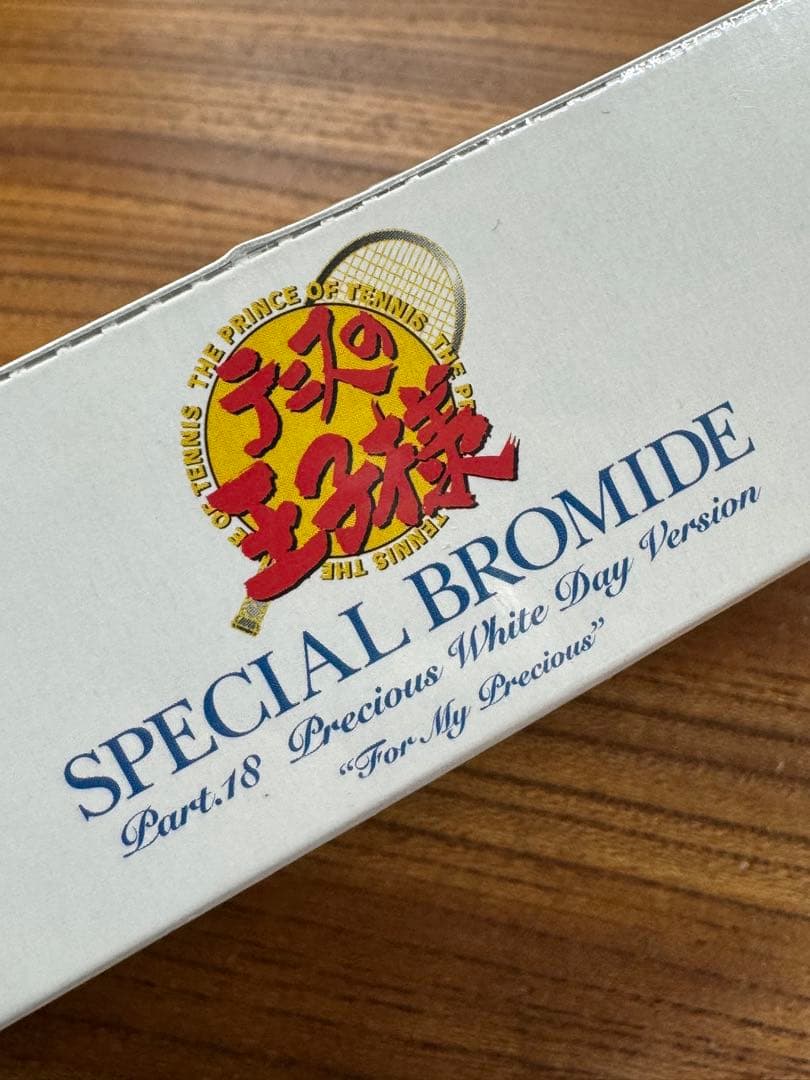 THE PRINCE OF TENNIS THE
OF TENNIS
TENNIS THE
テニスの
王子様
SPECIAL BROMIDE
Part.18 Precious White Day Version
“For My Precious”